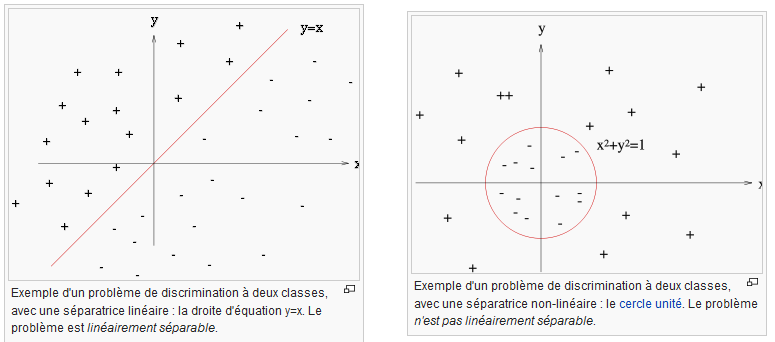 y
y=x
x
Exemple d'un problème de discrimination à deux classes,
avec une séparatrice linéaire : la droite d'équation y=x. Le
problème est linéairement séparable.
y
x²+y²=1
x
Exemple d'un problème de discrimination à deux classes,
avec une séparatrice non-linéaire : le cercle unité. Le problème
n'est pas linéairement séparable.